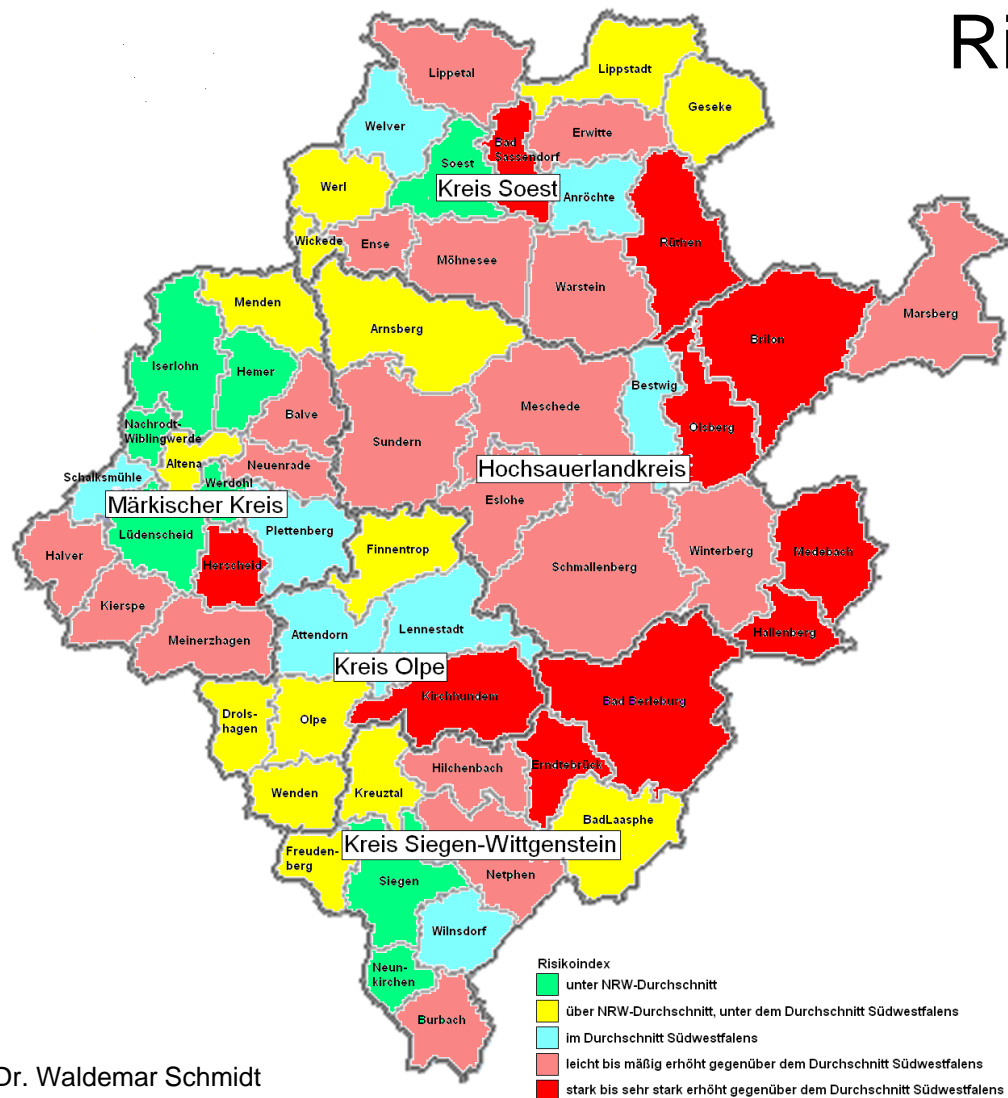 Ri
Lippetal
Lippstadt
Geseke
Welver
Erwitte
Bad
Sassendorf
Soest
Werl
Kreis Soest
Anröchte
Wickede
Ense
Möhnesee
Rüthen
Warstein
Menden
Arnsberg
Marsberg
Brilon
Iserlohn
Hemer
Bestwig
Balve
Meschede
Olsberg
Nachrodt-
Wiblingwerde
Sundern
Altena
Neuenrade
Hochsauerlandkreis
Schalksmühle
Werdohl
Märkischer Kreis
Eslohe
Lüdenscheid
Plettenberg
Finnentrop
Winterberg
Medebach
Halver
Herscheid
Schmallenberg
Kierspe
Meinerzhagen
Attendorn
Lennestadt
Hallenberg
Kreis Olpe
Kirchhundem
Bad Berleburg
Drols-
hagen
Olpe
Hilchenbach
Erndtebrück
Wenden
Kreuztal
BadLaasphe
Kreis Siegen-Wittgenstein
Freuden-
berg
Siegen
Netphen
Wilnsdorf
Neun-
kirchen
Burbach
Risikoindex
unter NRW-Durchschnitt
über NRW-Durchschnitt, unter dem Durchschnitt Südwestfalens
im Durchschnitt Südwestfalens
leicht bis mäßig erhöht gegenüber dem Durchschnitt Südwestfalens
stark bis sehr stark erhöht gegenüber dem Durchschnitt Südwestfalens
Dr. Waldemar Schmidt